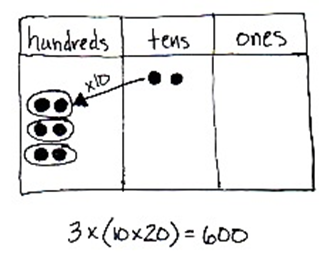 hundreds tens ones
x10
3 x (10 x 20) = 600